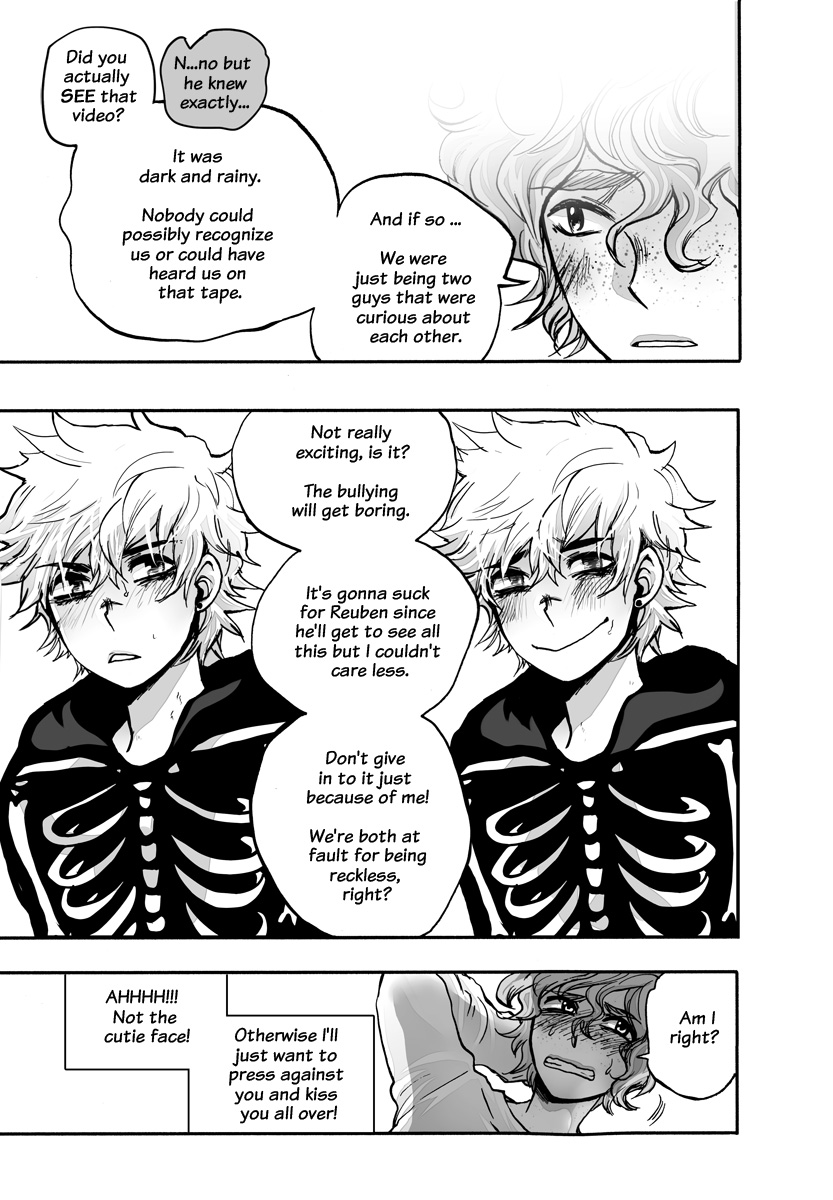 Did you
actually
SEE that
video?
N...no but
he knew
exactly...
It was
dark and rainy.
Nobody could
possibly recognize
us or could have
heard us on
that tape.
And if so ...
We were
just being two
guys that were
curious about
each other.
Not really
exciting, is it?
The bullying
will get boring.
It's gonna suck
for Reuben since
he'll get to see all
this but I couldn't
care less.
Don't give
in to it just
because of me!
We're both at
fault for being
reckless,
right?
AHHHH!!!
Not the
cutie face!
Otherwise I'll
just want to
press against
you and kiss
you all over!
Am I
right?